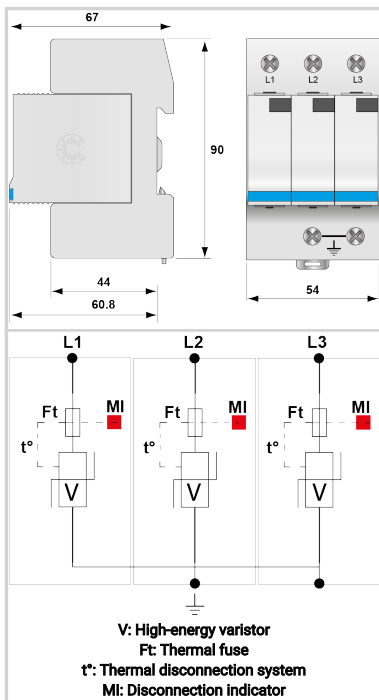 67
L1 L2 L3
90
44
60.8
54
L1 L2 L3
Ft MI Ft MI Ft MI
t° t° t°
V V V
V: High-energy varistor
Ft: Thermal fuse
t°: Thermal disconnection system
MI: Disconnection indicator